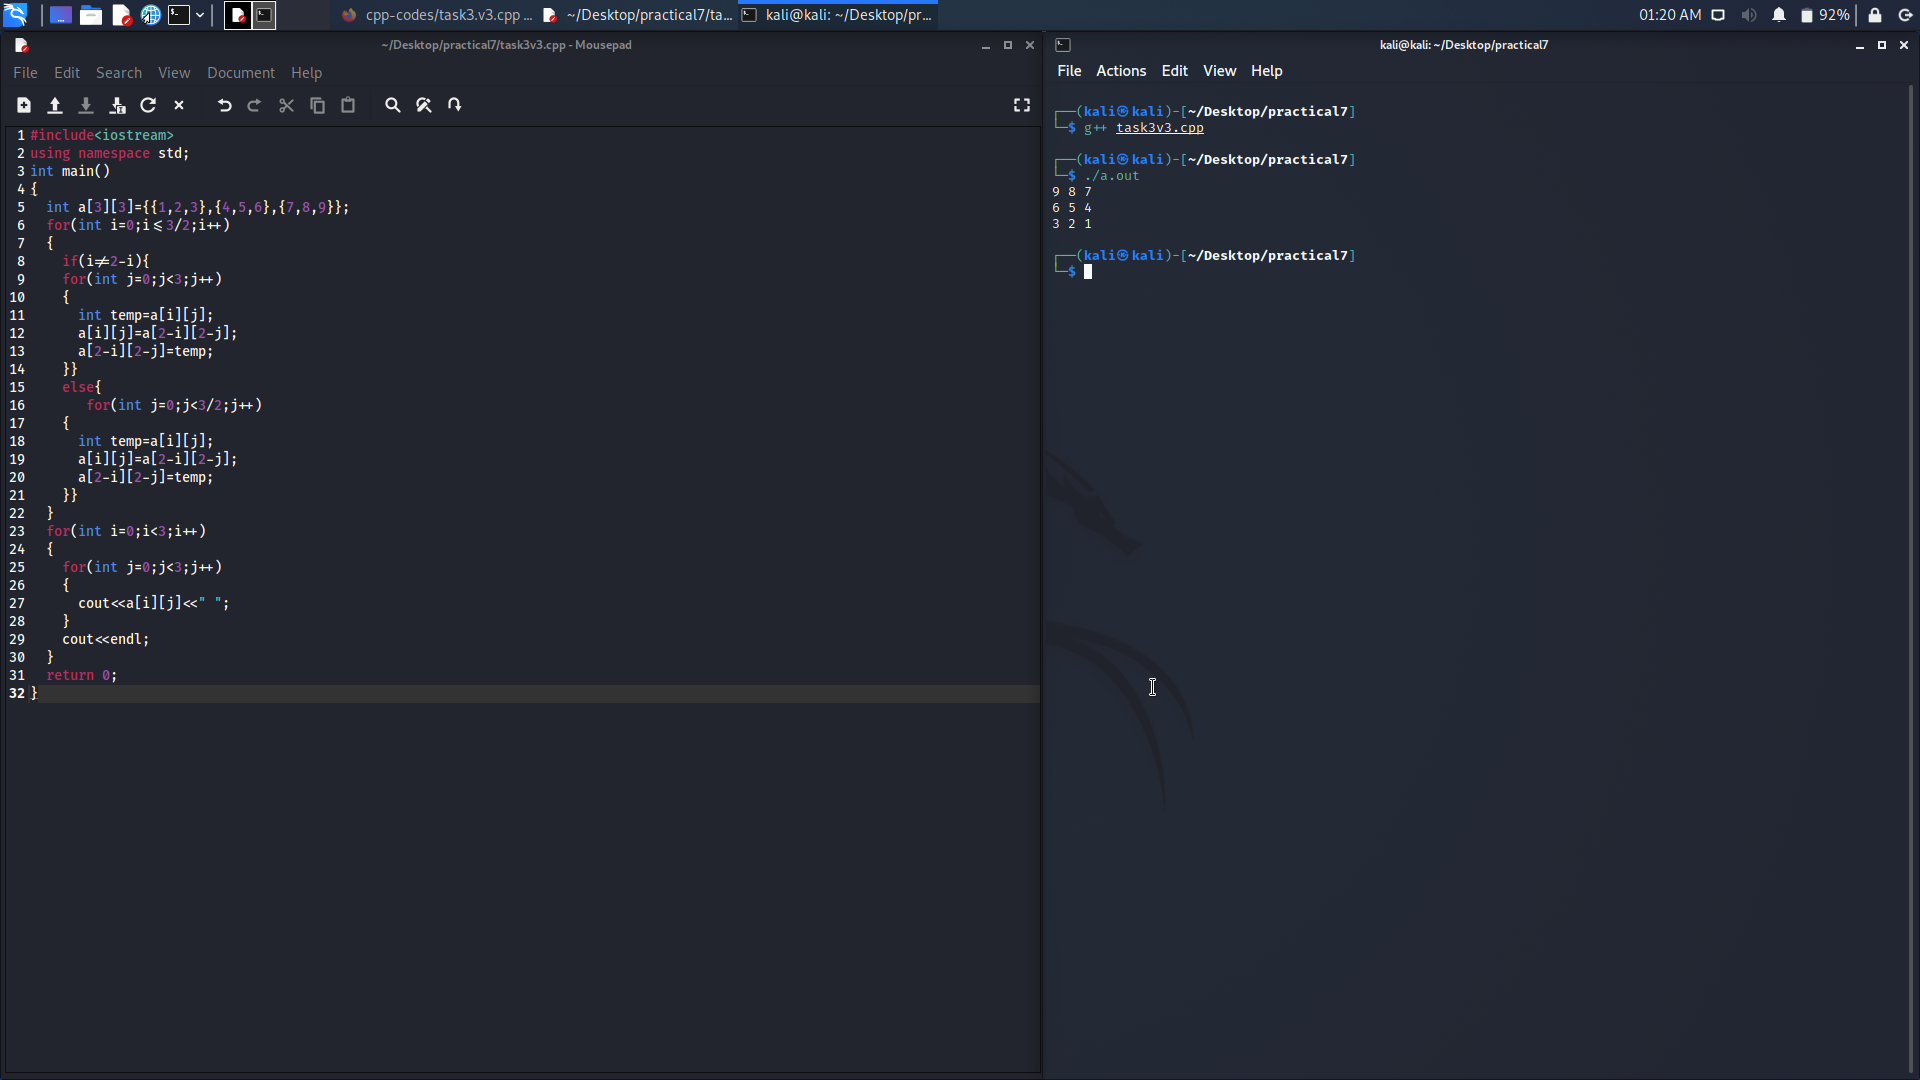 cpp-codes/task3.v3.cpp ...
~/Desktop/practical7/ta...
kali@kali: ~/Desktop/pr...
01:20 AM
92%
~/Desktop/practical7/task3v3.cpp - Mousepad
File Edit Search View Document Help
1 #include<iostream>
2 using namespace std;
3 int main()
4 {
5   int a[3][3]={{1,2,3},{4,5,6},{7,8,9}};
6   for(int i=0;i<=3/2;i++)
7   {
8     if(i!=2-i){
9     for(int j=0;j<3;j++)
10     {
11       int temp=a[i][j];
12       a[i][j]=a[2-i][2-j];
13       a[2-i][2-j]=temp;
14     }}
15     else{
16        for(int j=0;j<3/2;j++)
17     {
18       int temp=a[i][j];
19       a[i][j]=a[2-i][2-j];
20       a[2-i][2-j]=temp;
21     }}
22   }
23   for(int i=0;i<3;i++)
24   {
25     for(int j=0;j<3;j++)
26     {
27       cout<<a[i][j]<<" ";
28     }
29     cout<<endl;
30   }
31   return 0;
32 }
kali@kali: ~/Desktop/practical7
File Actions Edit View Help
┌──(kali㉿kali)-[~/Desktop/practical7]
└─$ g++ task3v3.cpp
┌──(kali㉿kali)-[~/Desktop/practical7]
└─$ ./a.out
9 8 7
6 5 4
3 2 1
┌──(kali㉿kali)-[~/Desktop/practical7]
└─$